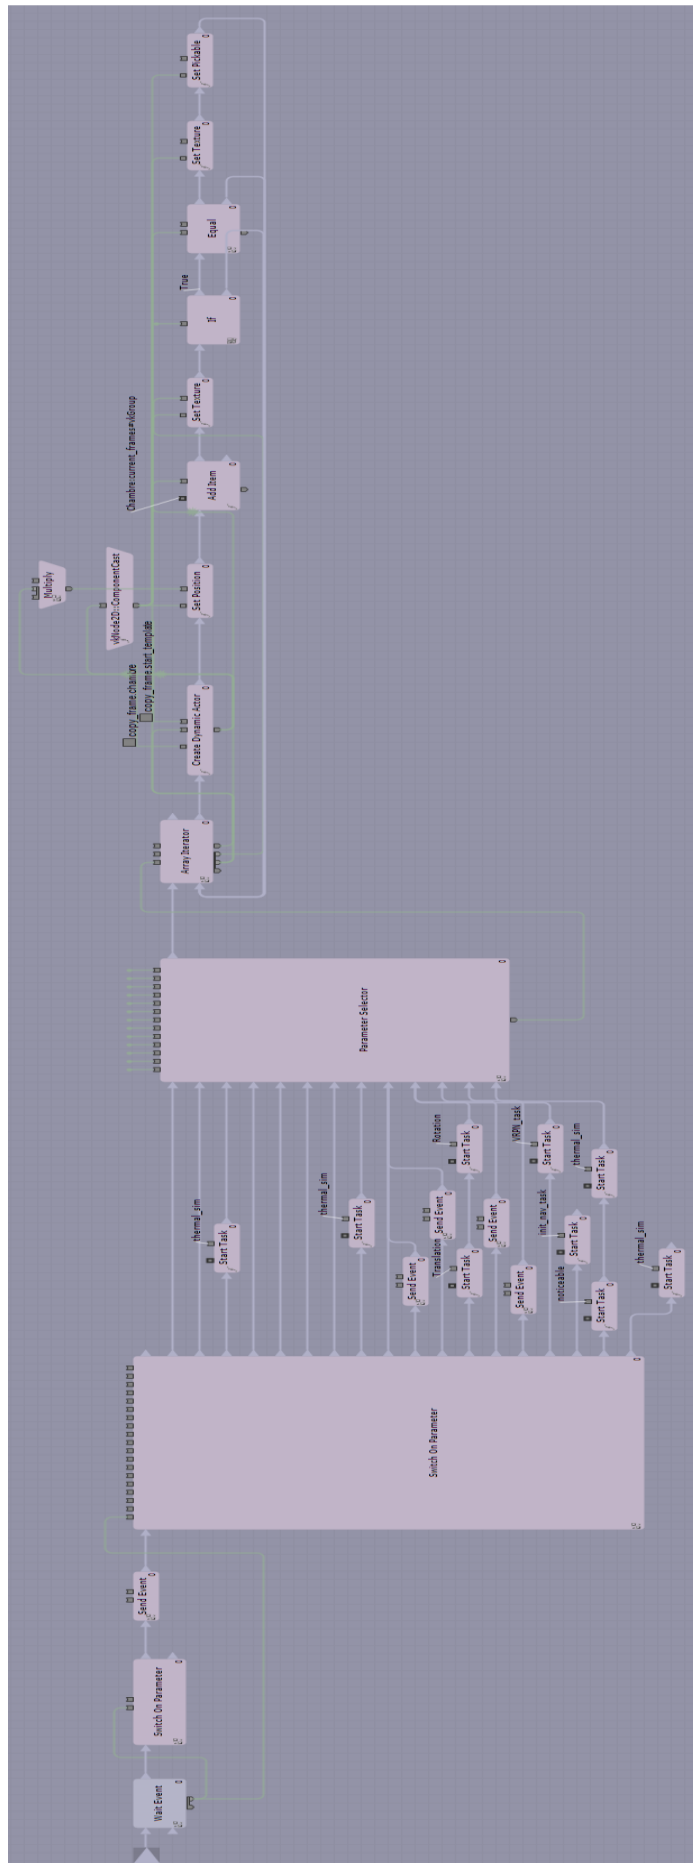 Wait Event
Switch On Parameter
Send Event
Switch On Parameter
Start Task
thermal_sim
Start Task
thermal_sim
Send Event
Send Event
Start Task
Translation
Start Task
Rotation
Send Event
Send Event
Start Task
init_nav_task
Start Task
VRPN_task
Start Task
noticeable
Start Task
thermal_sim
Start Task
thermal_sim
Parameter Selector
Array Iterator
Create Dynamic Actor
copy_frame.chambre
copy_frame.start_template
vkNode2D::ComponentCast
Multiply
Set Position
Add Item
Chambre:current_frames=vkGroup
Set Texture
If
True
Equal
Set Texture
Set Pickable